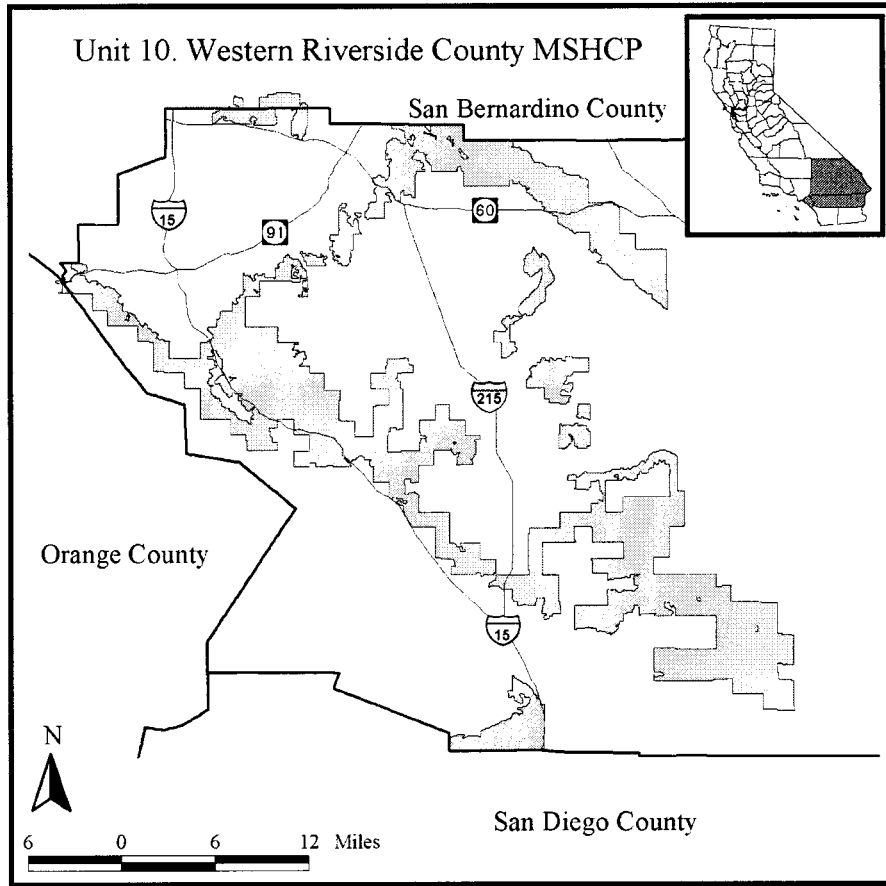 Unit 10. Western Riverside County MSHCP
San Bernardino County
15
91
60
215
Orange County
15
N
San Diego County
6 0 6 12 Miles